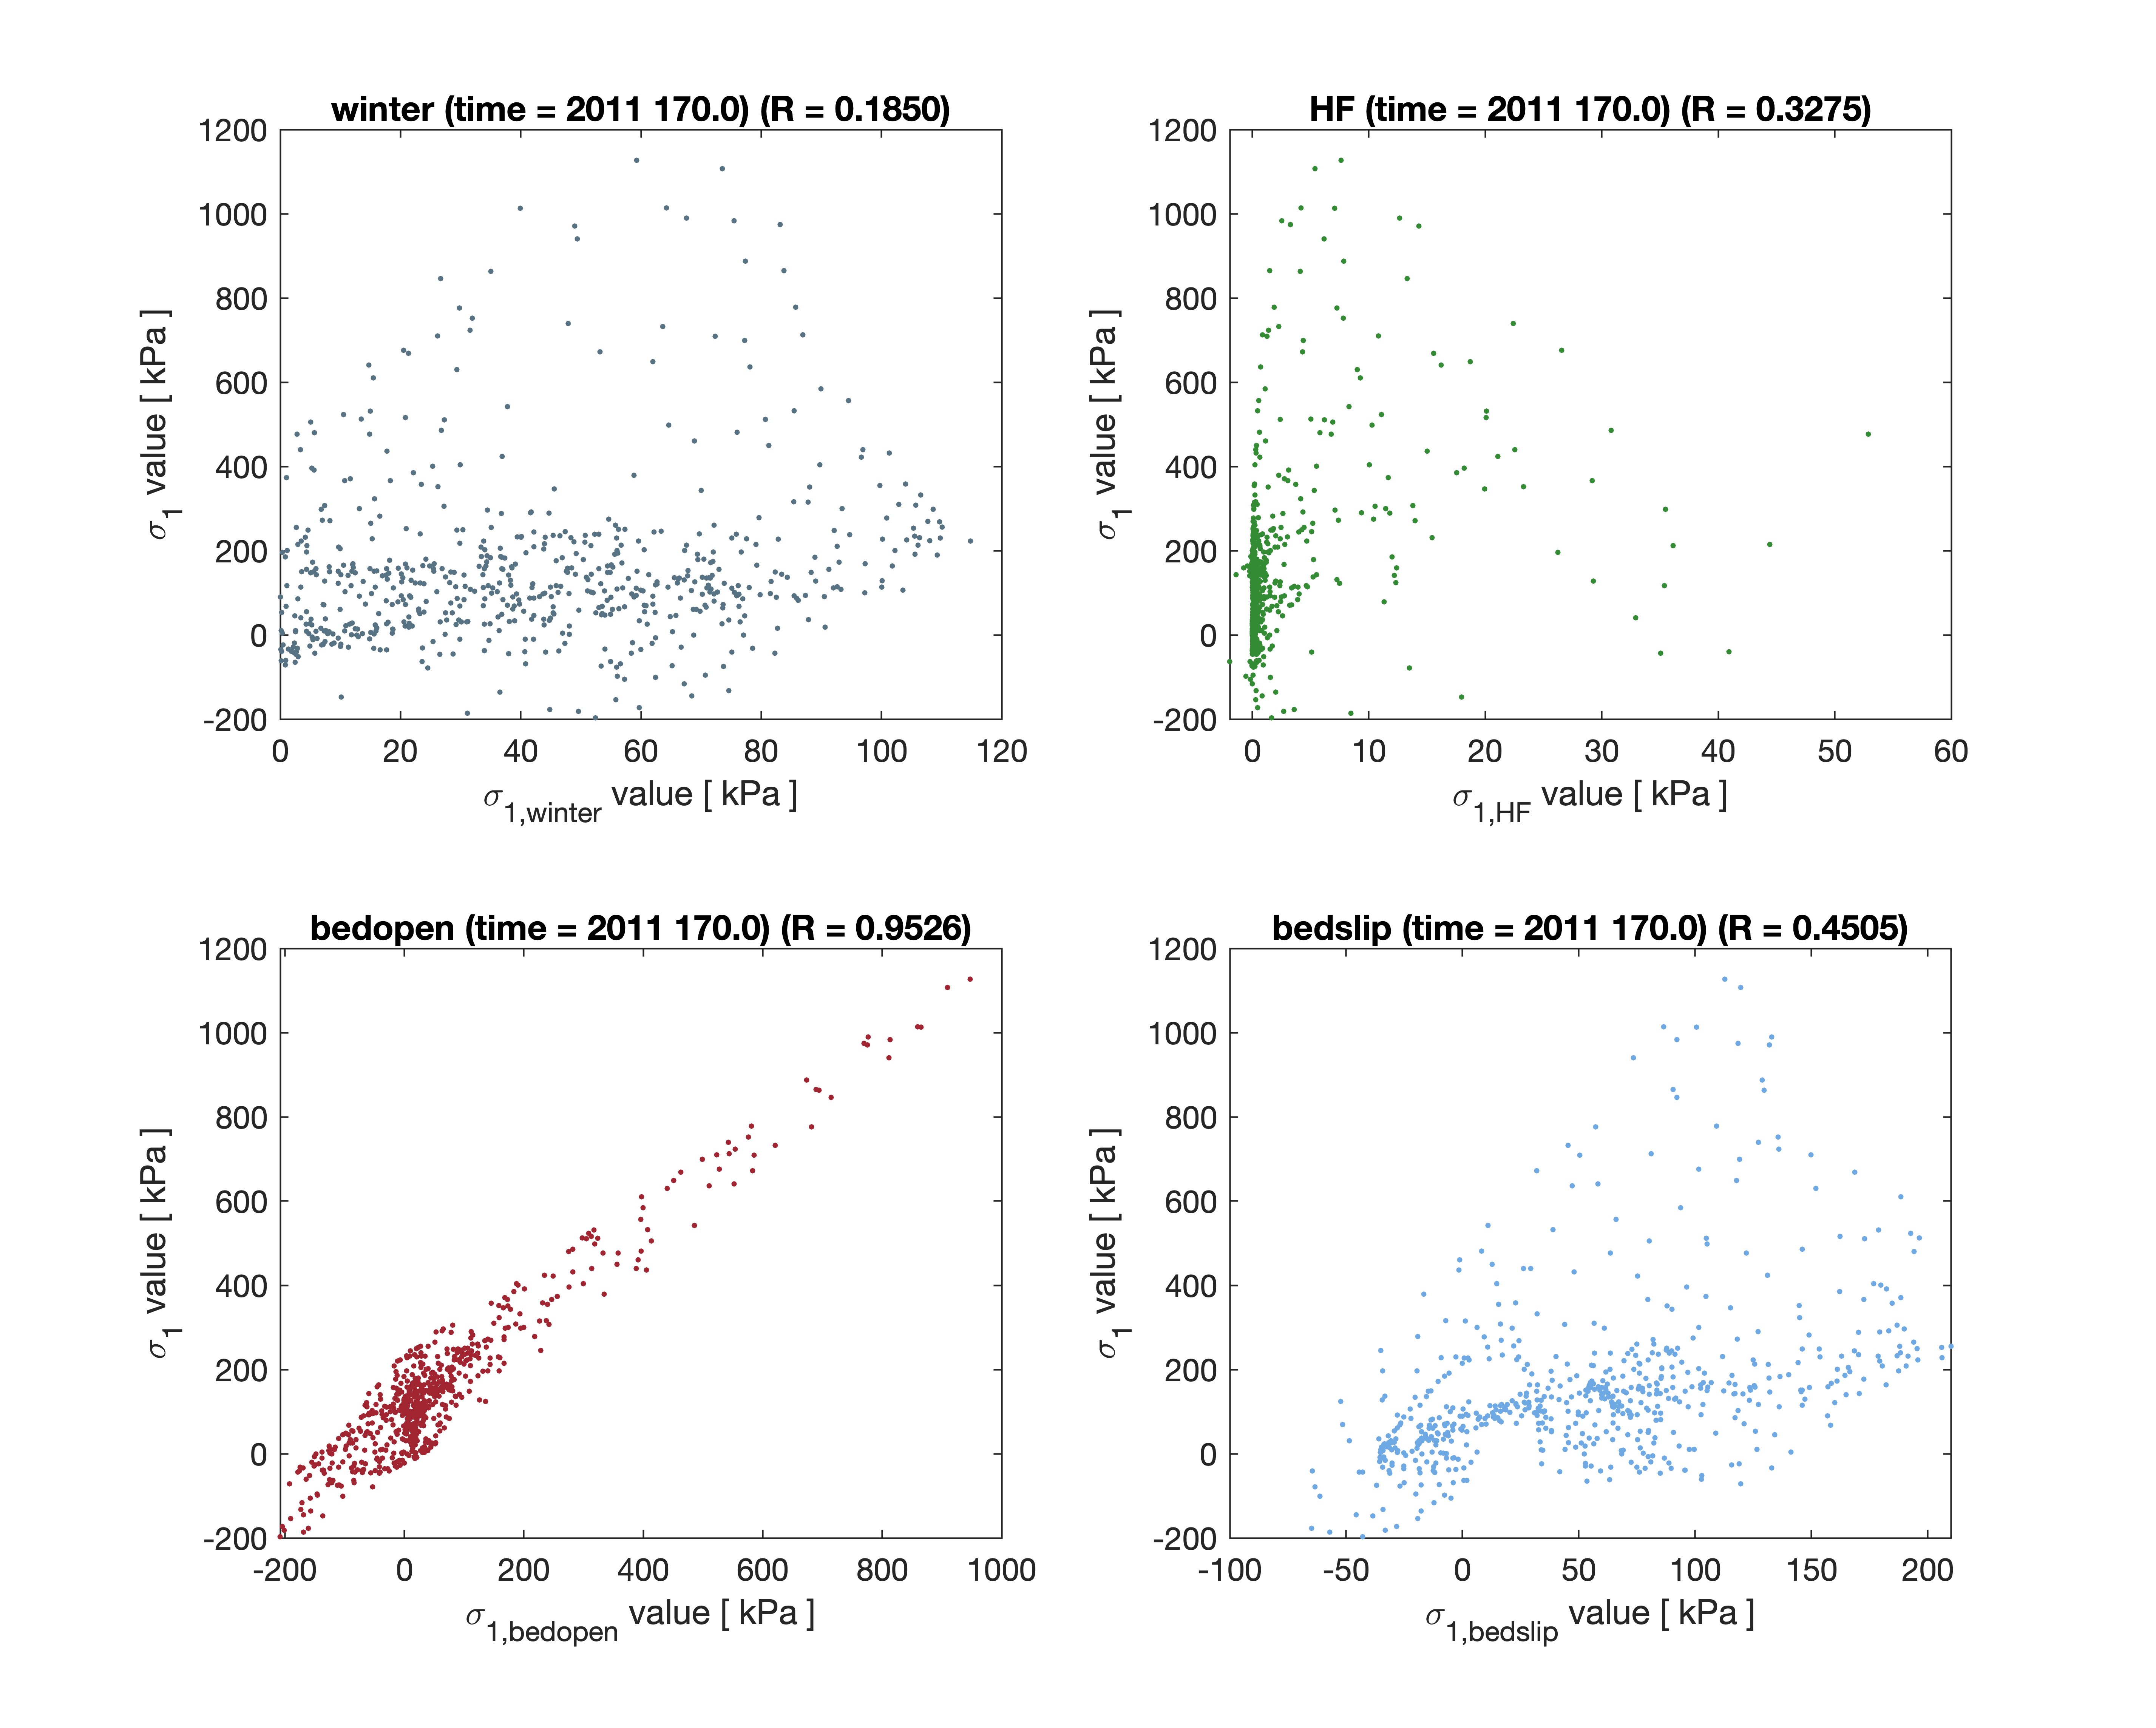 winter (time = 2011 170.0) (R = 0.1850)
1200
1000
800
600
400
200
0
-200
σ1 value [ kPa ]
0 20 40 60 80 100 120
σ1,winter value [ kPa ]
HF (time = 2011 170.0) (R = 0.3275)
1200
1000
800
600
400
200
0
-200
σ1 value [ kPa ]
0 10 20 30 40 50 60
σ1,HF value [ kPa ]
bedopen (time = 2011 170.0) (R = 0.9526)
1200
1000
800
600
400
200
0
-200
σ1 value [ kPa ]
-200 0 200 400 600 800 1000
σ1,bedopen value [ kPa ]
bedslip (time = 2011 170.0) (R = 0.4505)
1200
1000
800
600
400
200
0
-200
σ1 value [ kPa ]
-100 -50 0 50 100 150 200
σ1,bedslip value [ kPa ]